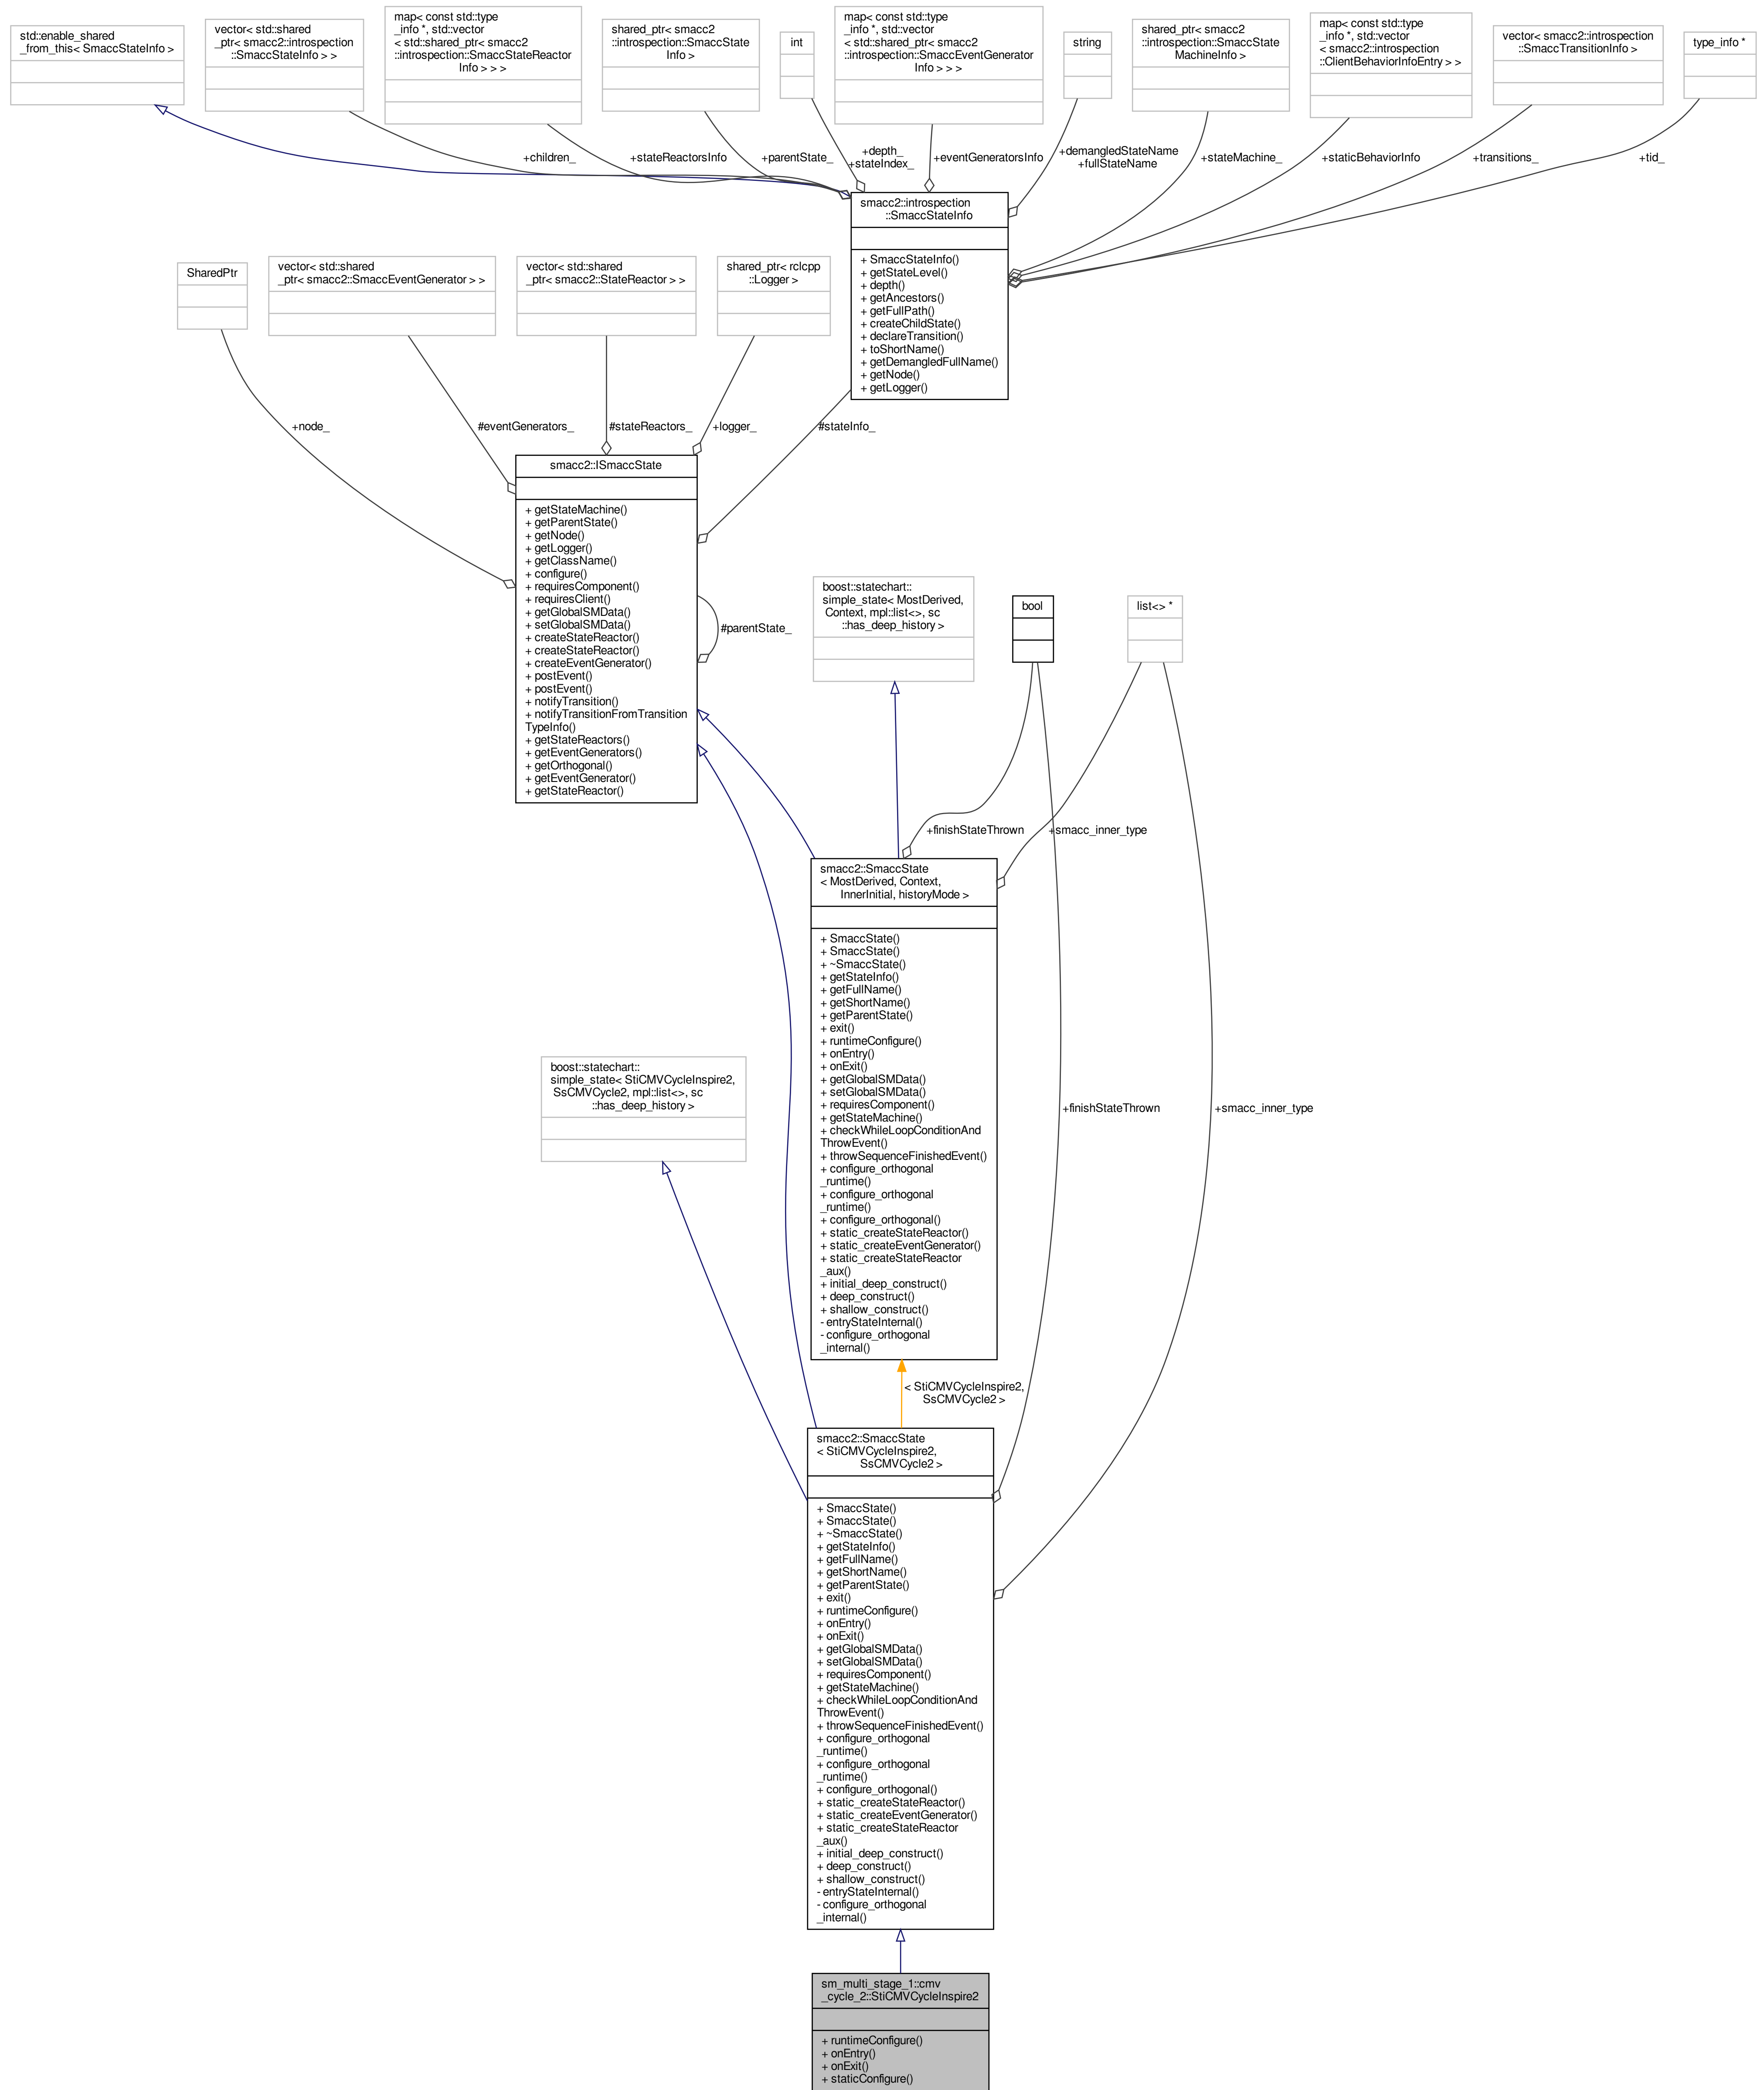 std::enable_shared
_from_this< SmaccStateInfo >
vector< std::shared
_ptr< smacc2::introspection
::SmaccStateInfo > >
map< const std::type
_info *, std::vector
< std::shared_ptr< smacc2
::introspection::SmaccStateReactor
Info > > >
shared_ptr< smacc2
::introspection::SmaccState
Info >
int
map< const std::type
_info *, std::vector
< std::shared_ptr< smacc2
::introspection::SmaccEventGenerator
Info > > >
string
shared_ptr< smacc2
::introspection::SmaccState
MachineInfo >
map< const std::type
_info *, std::vector
< smacc2::introspection
::ClientBehaviorInfoEntry > >
vector< smacc2::introspection
::SmaccTransitionInfo >
type_info *
+children_
+stateReactorsInfo
+parentState_
+depth_
+stateIndex_
+eventGeneratorsInfo
+demangledStateName
+fullStateName
+stateMachine_
+staticBehaviorInfo
+transitions_
+tid_
smacc2::introspection
::SmaccStateInfo
+ SmaccStateInfo()
+ getStateLevel()
+ depth()
+ getAncestors()
+ getFullPath()
+ createChildState()
+ declareTransition()
+ toShortName()
+ getDemangledFullName()
+ getNode()
+ getLogger()
SharedPtr
vector< std::shared
_ptr< smacc2::SmaccEventGenerator > >
vector< std::shared
_ptr< smacc2::StateReactor > >
shared_ptr< rclcpp
::Logger >
+node_
#eventGenerators_
#stateReactors_
+logger_
#stateInfo_
smacc2::ISmaccState
+ getStateMachine()
+ getParentState()
+ getNode()
+ getLogger()
+ getClassName()
+ configure()
+ requiresComponent()
+ requiresClient()
+ getGlobalSMData()
+ setGlobalSMData()
+ createStateReactor()
+ createStateReactor()
+ createEventGenerator()
+ postEvent()
+ postEvent()
+ notifyTransition()
+ notifyTransitionFromTransition
TypeInfo()
+ getStateReactors()
+ getEventGenerators()
+ getOrthogonal()
+ getEventGenerator()
+ getStateReactor()
#parentState_
boost::statechart::
simple_state< MostDerived,
Context, mpl::list<>, sc
::has_deep_history >
bool
list<> *
+finishStateThrown
+smacc_inner_type
smacc2::SmaccState
< MostDerived, Context,
InnerInitial, historyMode >
+ SmaccState()
+ SmaccState()
+ ~SmaccState()
+ getStateInfo()
+ getFullName()
+ getShortName()
+ getParentState()
+ exit()
+ runtimeConfigure()
+ onEntry()
+ onExit()
+ getGlobalSMData()
+ setGlobalSMData()
+ requiresComponent()
+ getStateMachine()
+ checkWhileLoopConditionAnd
ThrowEvent()
+ throwSequenceFinishedEvent()
+ configure_orthogonal
_runtime()
+ configure_orthogonal
_runtime()
+ configure_orthogonal()
+ static_createStateReactor()
+ static_createEventGenerator()
+ static_createStateReactor
_aux()
+ initial_deep_construct()
+ deep_construct()
+ shallow_construct()
- entryStateInternal()
- configure_orthogonal
_internal()
boost::statechart::
simple_state< StiCMVCycleInspire2,
SsCMVCycle2, mpl::list<>, sc
::has_deep_history >
+finishStateThrown
+smacc_inner_type
< StiCMVCycleInspire2,
SsCMVCycle2 >
smacc2::SmaccState
< StiCMVCycleInspire2,
SsCMVCycle2 >
+ SmaccState()
+ SmaccState()
+ ~SmaccState()
+ getStateInfo()
+ getFullName()
+ getShortName()
+ getParentState()
+ exit()
+ runtimeConfigure()
+ onEntry()
+ onExit()
+ getGlobalSMData()
+ setGlobalSMData()
+ requiresComponent()
+ getStateMachine()
+ checkWhileLoopConditionAnd
ThrowEvent()
+ throwSequenceFinishedEvent()
+ configure_orthogonal
_runtime()
+ configure_orthogonal
_runtime()
+ configure_orthogonal()
+ static_createStateReactor()
+ static_createEventGenerator()
+ static_createStateReactor
_aux()
+ initial_deep_construct()
+ deep_construct()
+ shallow_construct()
- entryStateInternal()
- configure_orthogonal
_internal()
sm_multi_stage_1::cmv
_cycle_2::StiCMVCycleInspire2
+ runtimeConfigure()
+ onEntry()
+ onExit()
+ staticConfigure()